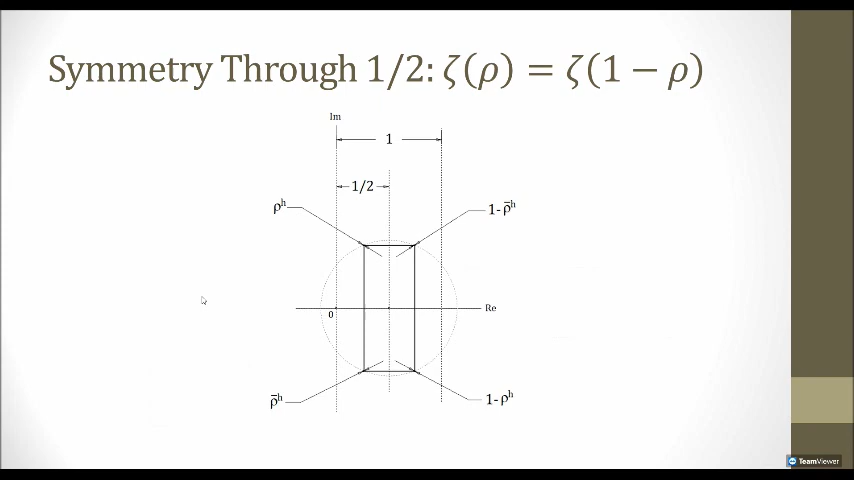 Symmetry Through 1/2: ζ(ρ) = ζ(1 − ρ)
Im
1
1/2
ρʰ
1-ρ̄ʰ
0
Re
ρ̄ʰ
1-ρʰ
TeamViewer